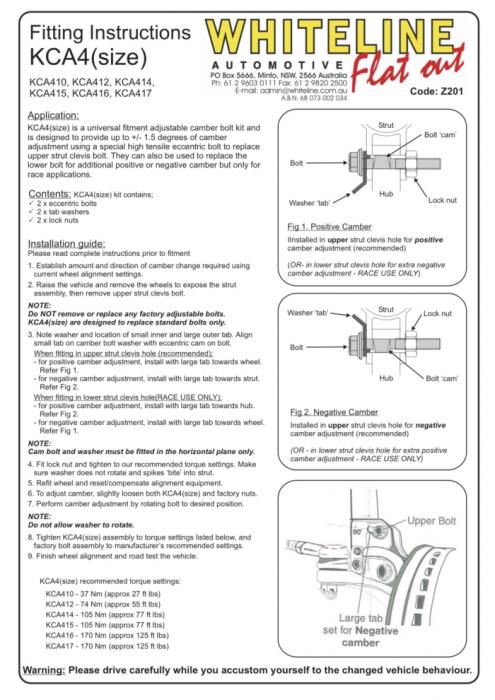 Fitting Instructions
KCA4(size)
KCA410, KCA412, KCA414,
KCA415, KCA416, KCA417
WHITELINE
AUTOMOTIVE
Flat out
PO Box 5666, Minto, NSW, 2566 Australia
Ph: 61 2 9603 0111 Fax: 61 2 9820 2500
E-mail: admin@whiteline.com.au
A.B.N. 68 073 002 034
Code: Z201
Application:
KCA4(size) is a universal fitment adjustable camber bolt kit and
is designed to provide up to +/- 1.5 degrees of camber
adjustment using a special high tensile eccentric bolt to replace
upper strut clevis bolt. They can also be used to replace the
lower bolt for additional positive or negative camber but only for
race applications.
Contents: KCA4(size) kit contains;
✓ 2 x eccentric bolts
✓ 2 x tab washers
✓ 2 x lock nuts
Installation guide:
Please read complete instructions prior to fitment
1. Establish amount and direction of camber change required using
current wheel alignment settings.
2. Raise the vehicle and remove the wheels to expose the strut
assembly, then remove upper strut clevis bolt.
NOTE:
Do NOT remove or replace any factory adjustable bolts.
KCA4(size) are designed to replace standard bolts only.
3. Note washer and location of small inner and large outer tab. Align
small tab on camber bolt washer with eccentric cam on bolt.
When fitting in upper strut clevis hole (recommended);
- for positive camber adjustment, install with large tab towards wheel.
Refer Fig 1.
- for negative camber adjustment, install with large tab towards strut.
Refer Fig 2.
When fitting in lower strut clevis hole(RACE USE ONLY);
- for positive camber adjustment, install with large tab towards hub.
Refer Fig 2.
- for negative camber adjustment, install with large tab towards wheel.
Refer Fig 1.
NOTE:
Cam bolt and washer must be fitted in the horizontal plane only.
4. Fit lock nut and tighten to our recommended torque settings. Make
sure washer does not rotate and spikes 'bite' into strut.
5. Refit wheel and reset/compensate alignment equipment.
6. To adjust camber, slightly loosen both KCA4(size) and factory nuts.
7. Perform camber adjustment by rotating bolt to desired position.
NOTE:
Do not allow washer to rotate.
8. Tighten KCA4(size) assembly to torque settings listed below, and
factory bolt assembly to manufacturer's recommended settings.
9. Finish wheel alignment and road test the vehicle.
KCA4(size) recommended torque settings:
KCA410 - 37 Nm (approx 27 ft lbs)
KCA412 - 74 Nm (approx 55 ft lbs)
KCA414 - 105 Nm (approx 77 ft lbs)
KCA415 - 105 Nm (approx 77 ft lbs)
KCA416 - 170 Nm (approx 125 ft lbs)
KCA417 - 170 Nm (approx 125 ft lbs)
Strut
Bolt 'cam'
Bolt
Hub
Washer 'tab'
Lock nut
Fig 1. Positive Camber
IInstalled in upper strut clevis hole for positive
camber adjustment (recommended)
(OR- in lower strut clevis hole for extra negative
camber adjustment - RACE USE ONLY)
Washer 'tab'
Strut
Lock nut
Bolt
Hub
Bolt 'cam'
Fig 2. Negative Camber
Installed in upper strut clevis hole for negative
camber adjustment (recommended)
(OR - in lower strut clevis hole for extra positive
camber adjustment - RACE USE ONLY)
Upper Bolt
90°
Large tab
set for Negative
camber
Warning: Please drive carefully while you accustom yourself to the changed vehicle behaviour.